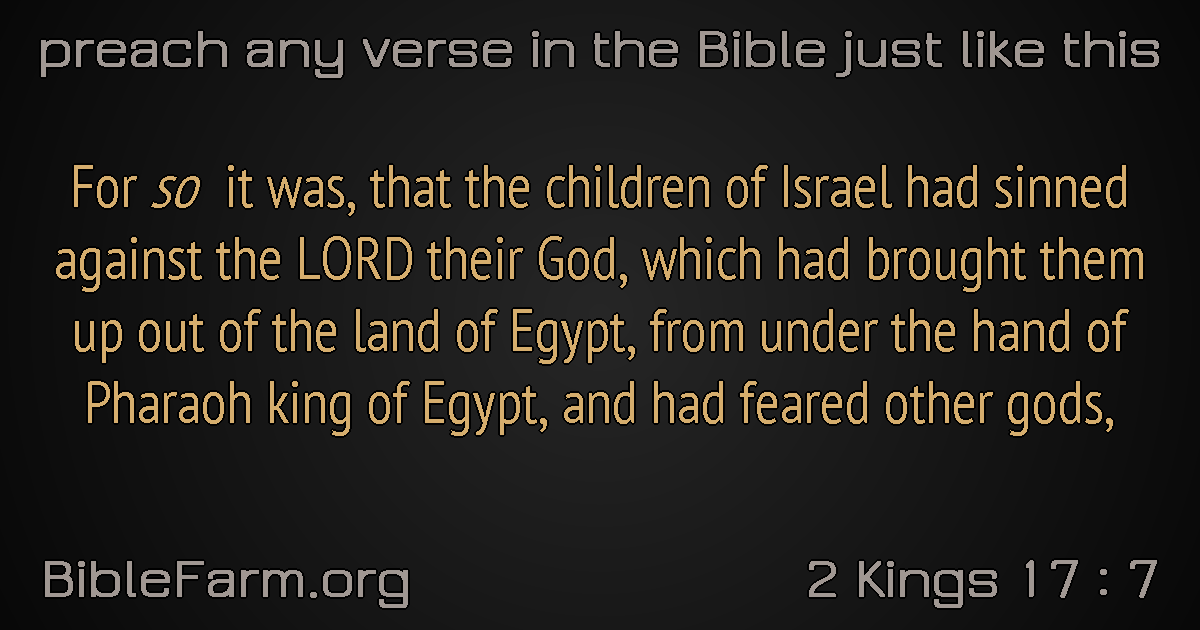 preach any verse in the Bible just like this
For so it was, that the children of Israel had sinned
against the LORD their God, which had brought them
up out of the land of Egypt, from under the hand of
Pharaoh king of Egypt, and had feared other gods,
BibleFarm.org
2 Kings 17 : 7